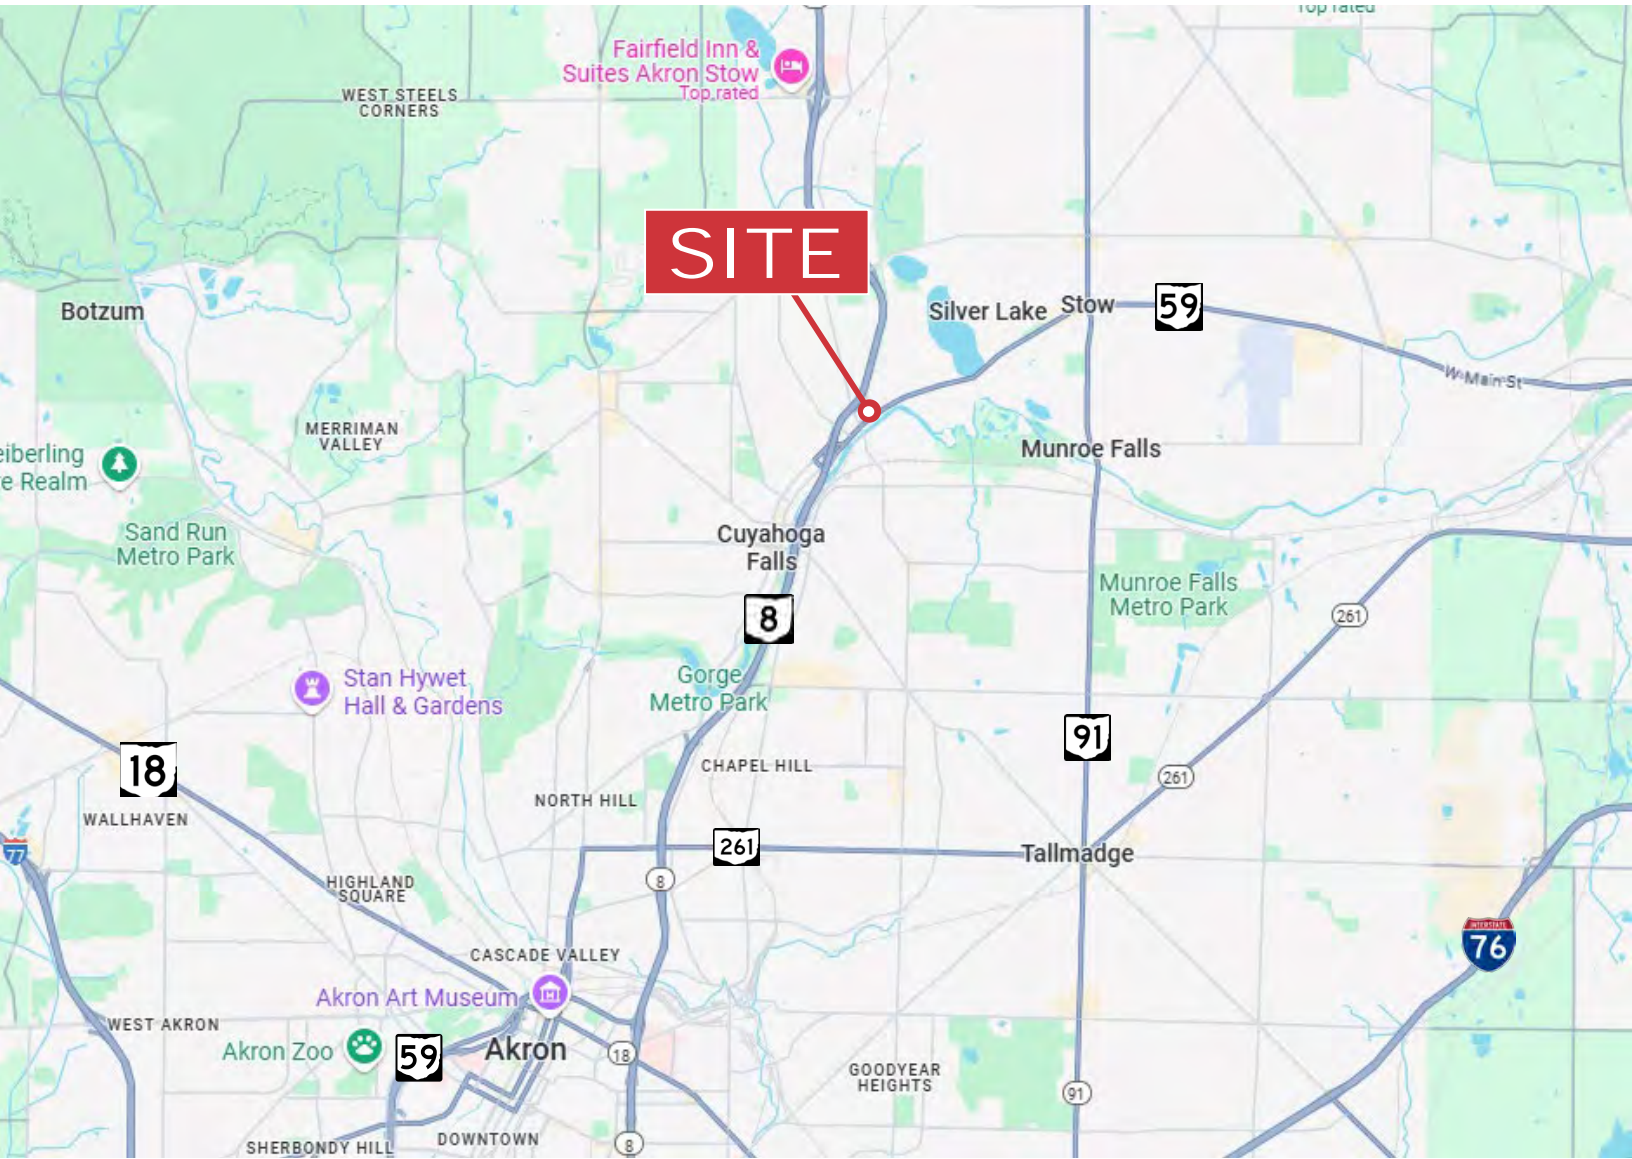 Top rated
Fairfield Inn &
Suites Akron Stow
Top rated
WEST STEELS
CORNERS
SITE
Botzum
Silver Lake
Stow
59
W Main St
MERRIMAN
VALLEY
Munroe Falls
eiberling
e Realm
Sand Run
Metro Park
Cuyahoga
Falls
Munroe Falls
Metro Park
8
261
Stan Hywet
Hall & Gardens
Gorge
Metro Park
18
91
CHAPEL HILL
261
NORTH HILL
WALLHAVEN
77
261
Tallmadge
HIGHLAND
SQUARE
8
INTERSTATE
76
CASCADE VALLEY
Akron Art Museum
WEST AKRON
Akron Zoo
59
Akron
18
GOODYEAR
HEIGHTS
91
SHERBONDY HILL
DOWNTOWN
8